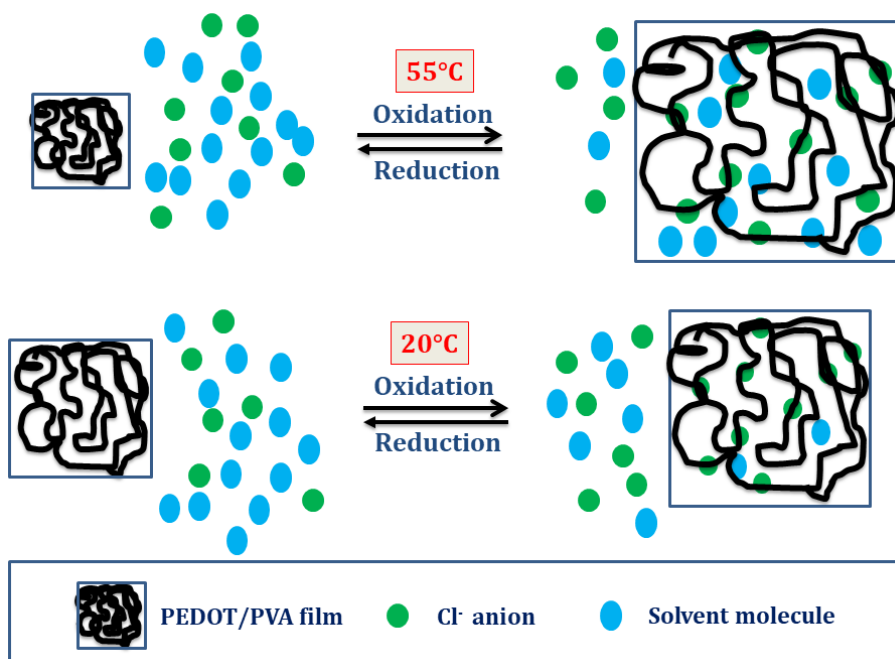 55°C
Oxidation
Reduction
20°C
Oxidation
Reduction
PEDOT/PVA film
Cl- anion
Solvent molecule